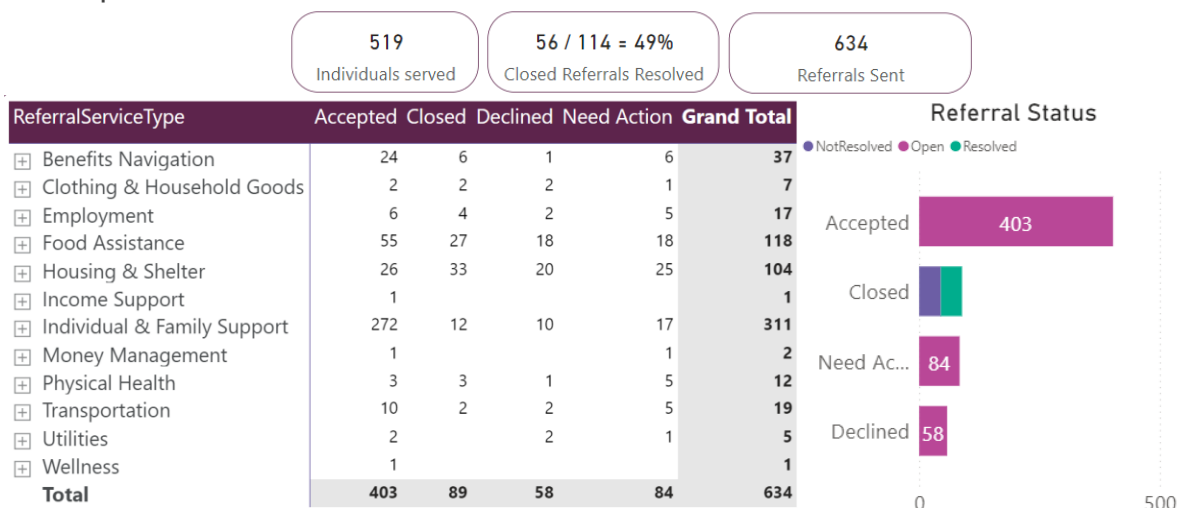 519
Individuals served
56 / 114 = 49%
Closed Referrals Resolved
634
Referrals Sent
ReferralServiceType Accepted Closed Declined Need Action Grand Total
Benefits Navigation 24 6 1 6 37
Clothing & Household Goods 2 2 2 1 7
Employment 6 4 2 5 17
Food Assistance 55 27 18 18 118
Housing & Shelter 26 33 20 25 104
Income Support 1 1
Individual & Family Support 272 12 10 17 311
Money Management 1 1 2
Physical Health 3 3 1 5 12
Transportation 10 2 2 5 19
Utilities 2 2 1 5
Wellness 1 1
Total 403 89 58 84 634
Referral Status
NotResolved Open Resolved
Accepted 403
Closed
Need Ac... 84
Declined 58
0 500